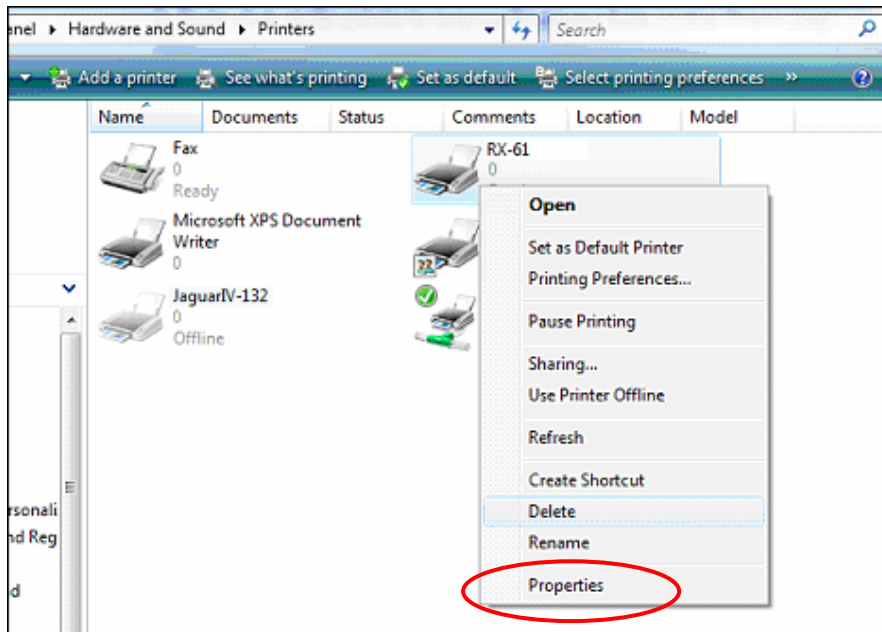 anel ▸ Hardware and Sound ▸ Printers Search
Add a printer See what's printing Set as default Select printing preferences »
Name Documents Status Comments Location Model
Fax
0
Ready
RX-61
0
Microsoft XPS Document
Writer
0
JaguarIV-132
0
Offline
Open
Set as Default Printer
Printing Preferences...
Pause Printing
Sharing...
Use Printer Offline
Refresh
Create Shortcut
Delete
Rename
Properties
rsonali
nd Reg
d